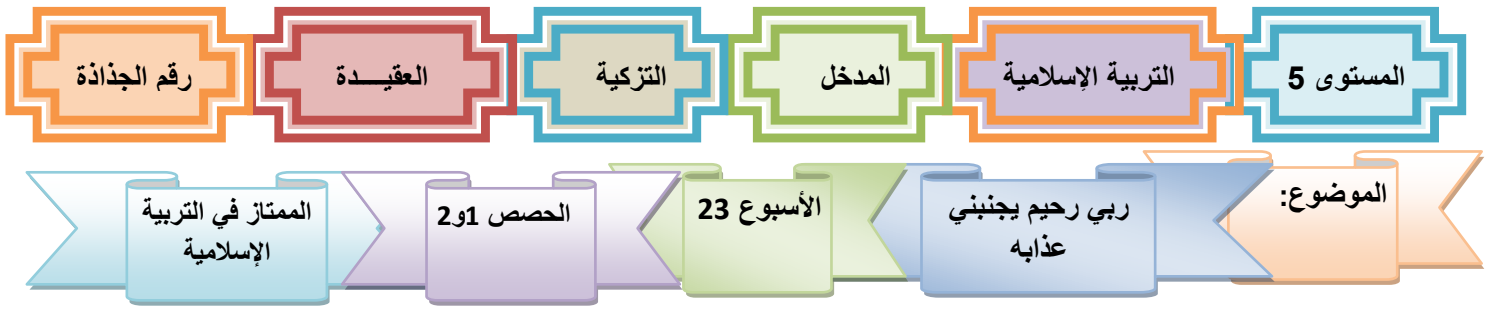 المستوى 5
التربية الإسلامية
المدخل
التزكية
العقيـــدة
رقم الجذاذة
الموضوع:
ربي رحيم يجنبني
عذابه
الأسبوع 23
الحصص 1و2
الممتاز في التربية
الإسلامية